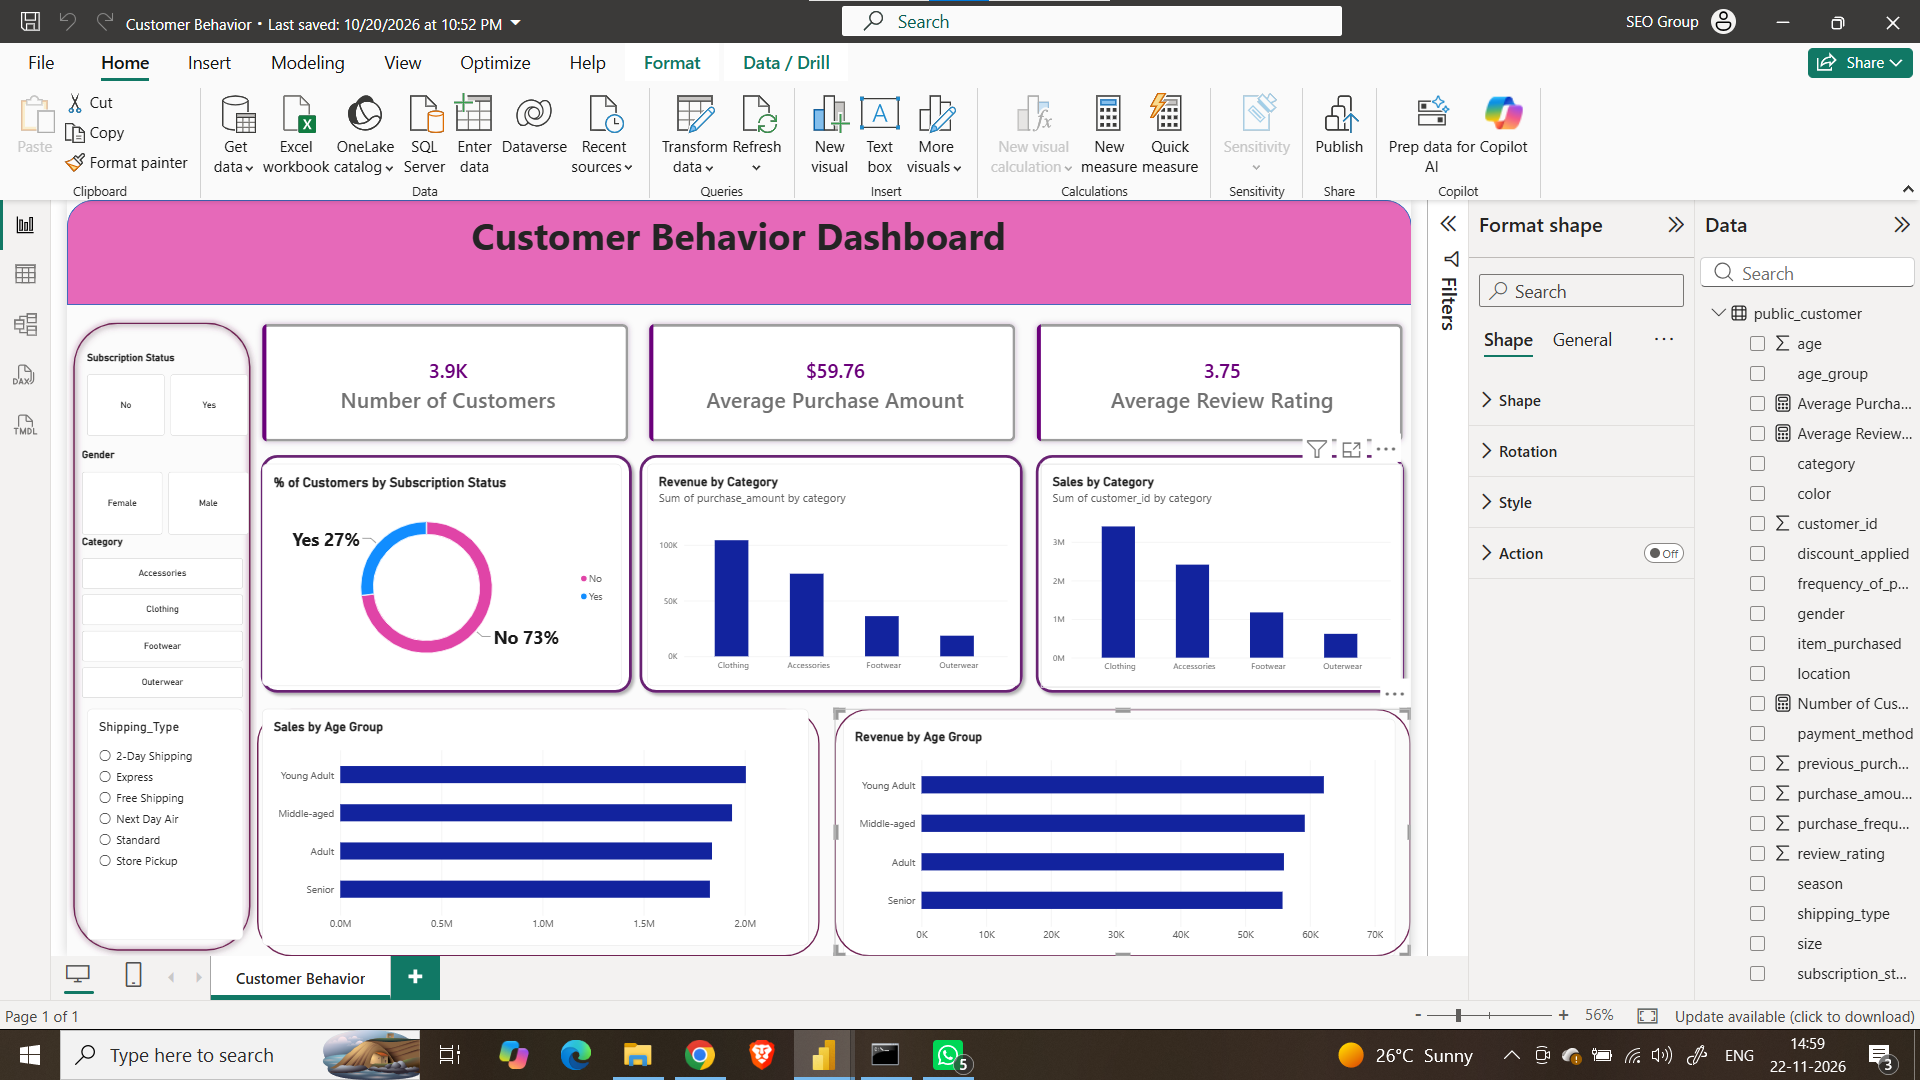 Customer Behavior • Last saved: 10/20/2026 at 10:52 PM
Search
SEO Group
File
Home
Insert
Modeling
View
Optimize
Help
Format
Data / Drill
Share
Paste
Cut
Copy
Format painter
Clipboard
Get data
Excel workbook
OneLake catalog
SQL Server
Enter data
Dataverse
Recent sources
Data
Transform data
Refresh
Queries
New visual
Text box
More visuals
Insert
New visual calculation
New measure
Quick measure
Calculations
Sensitivity
Sensitivity
Publish
Share
Prep data for AI
Copilot
Copilot
DAX
TMDL
Customer Behavior Dashboard
Subscription Status
No
Yes
Gender
Female
Male
Category
Accessories
Clothing
Footwear
Outerwear
Shipping_Type
2-Day Shipping
Express
Free Shipping
Next Day Air
Standard
Store Pickup
3.9K
Number of Customers
$59.76
Average Purchase Amount
3.75
Average Review Rating
% of Customers by Subscription Status
Yes 27%
No 73%
No
Yes
Revenue by Category
Sum of purchase_amount by category
100K
50K
0K
Clothing
Accessories
Footwear
Outerwear
Sales by Category
Sum of customer_id by category
3M
2M
1M
0M
Clothing
Accessories
Footwear
Outerwear
Sales by Age Group
Young Adult
Middle-aged
Adult
Senior
0.0M
0.5M
1.0M
1.5M
2.0M
Revenue by Age Group
Young Adult
Middle-aged
Adult
Senior
0K
10K
20K
30K
40K
50K
60K
70K
Filters
Format shape
Search
Shape
General
Shape
Rotation
Style
Action
Off
Data
Search
public_customer
age
age_group
Average Purcha...
Average Review...
category
color
customer_id
discount_applied
frequency_of_p...
gender
item_purchased
location
Number of Cus...
payment_method
previous_purch...
purchase_amou...
purchase_frequ...
review_rating
season
shipping_type
size
subscription_st...
Customer Behavior
Page 1 of 1
56%
Update available (click to download)
Type here to search
5
26°C Sunny
ENG
14:59
22-11-2026
3